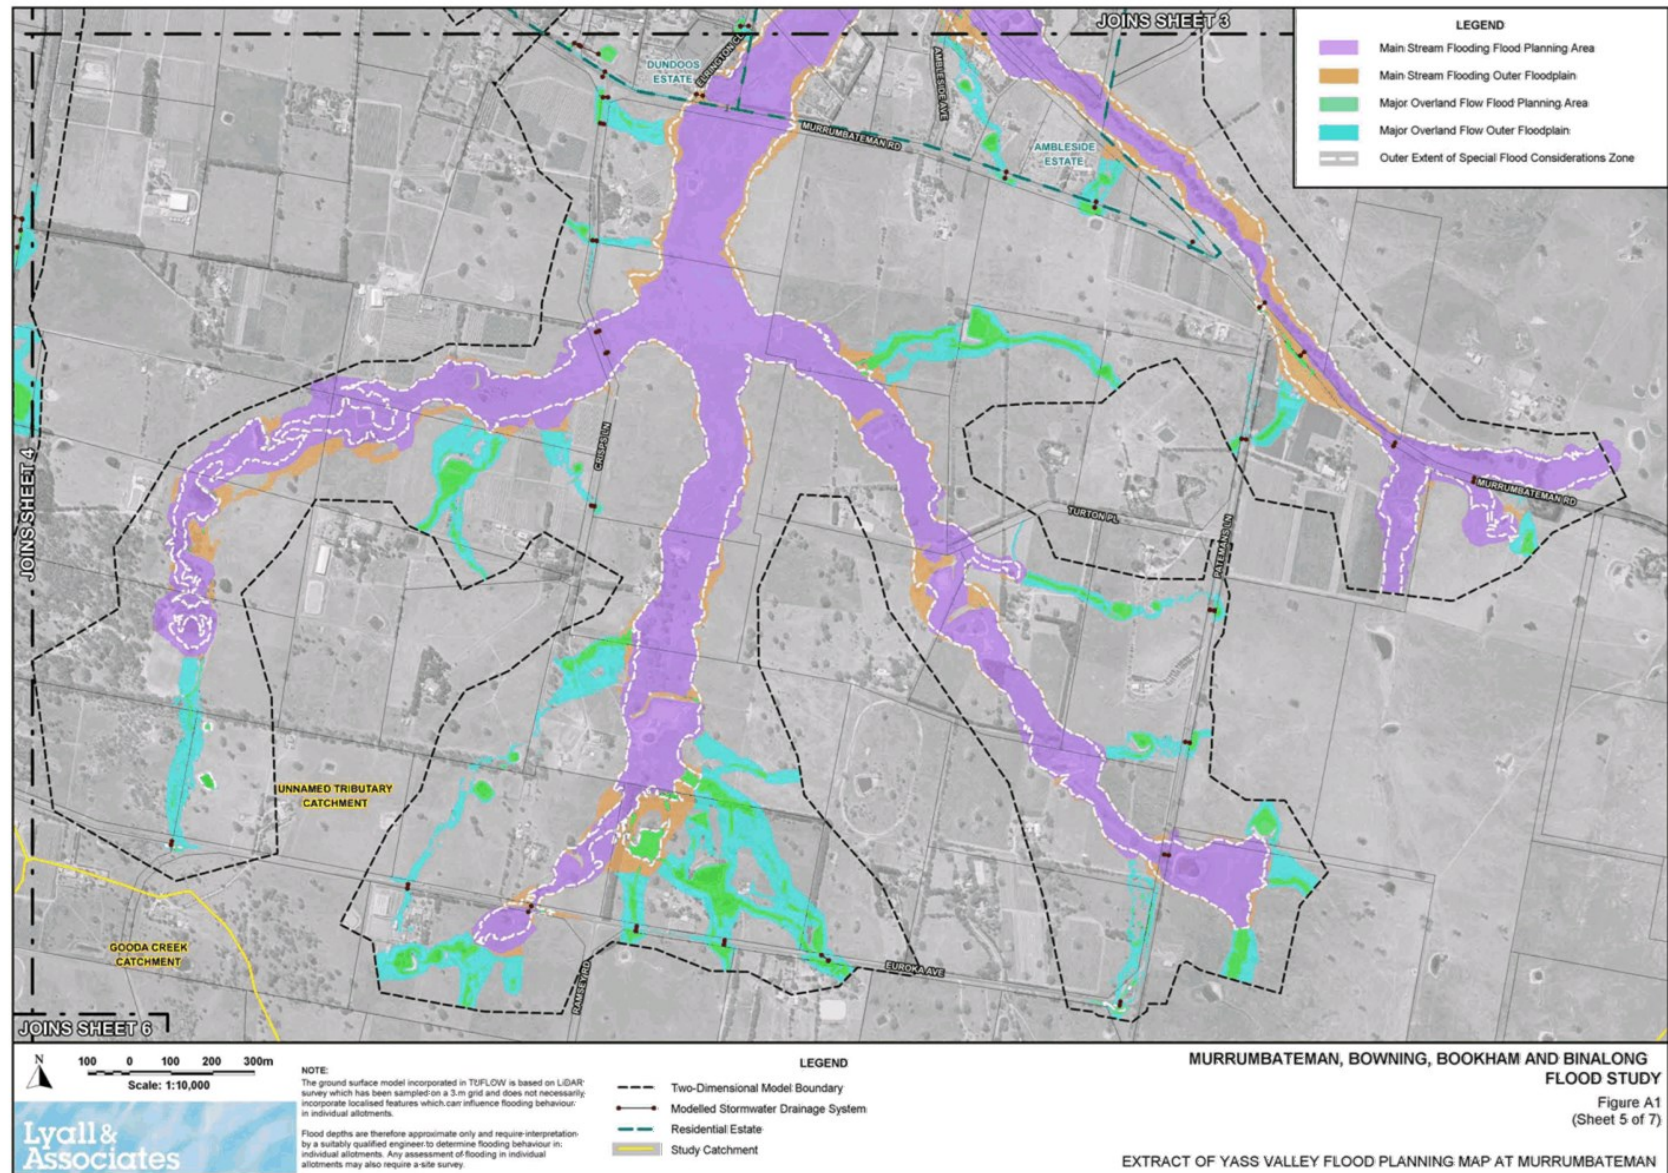 JOINS SHEET 3
LEGEND
Main Stream Flooding Flood Planning Area
Main Stream Flooding Outer Floodplain
Major Overland Flow Flood Planning Area
Major Overland Flow Outer Floodplain
Outer Extent of Special Flood Considerations Zone
DUNDOOS
ESTATE
ELRINGTON CL
AMBLESIDE AVE
MURRUMBATEMAN RD
AMBLESIDE
ESTATE
CRISPS LN
JOINS SHEET 4
TURTON PL
PATEMANS LN
MURRUMBATEMAN RD
UNNAMED TRIBUTARY
CATCHMENT
GOODA CREEK
CATCHMENT
RAMSEY RD
EUROKA AVE
JOINS SHEET 6
N
100 0 100 200 300m
Scale: 1:10,000
Lyall &
Associates
NOTE:
The ground surface model incorporated in TUFLOW is based on LiDAR
survey which has been sampled on a 3 m grid and does not necessarily
incorporate localised features which can influence flooding behaviour
in individual allotments.
Flood depths are therefore approximate only and require interpretation
by a suitably qualified engineer to determine flooding behaviour in
individual allotments. Any assessment of flooding in individual
allotments may also require a site survey.
LEGEND
Two-Dimensional Model Boundary
Modelled Stormwater Drainage System
Residential Estate
Study Catchment
MURRUMBATEMAN, BOWNING, BOOKHAM AND BINALONG
FLOOD STUDY
Figure A1
(Sheet 5 of 7)
EXTRACT OF YASS VALLEY FLOOD PLANNING MAP AT MURRUMBATEMAN